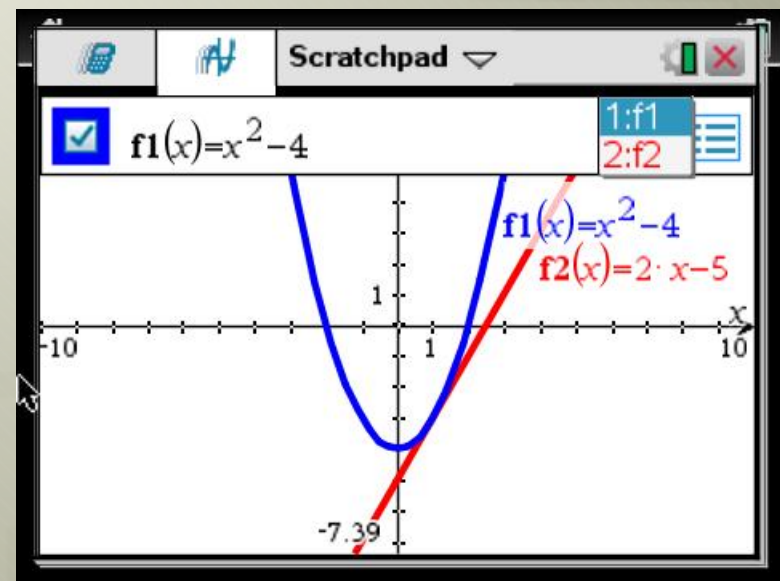 Scratchpad
f1(x)=x²-4
1:f1
2:f2
f1(x)=x²-4
f2(x)=2· x-5
1
x
-10
1
10
-7.39